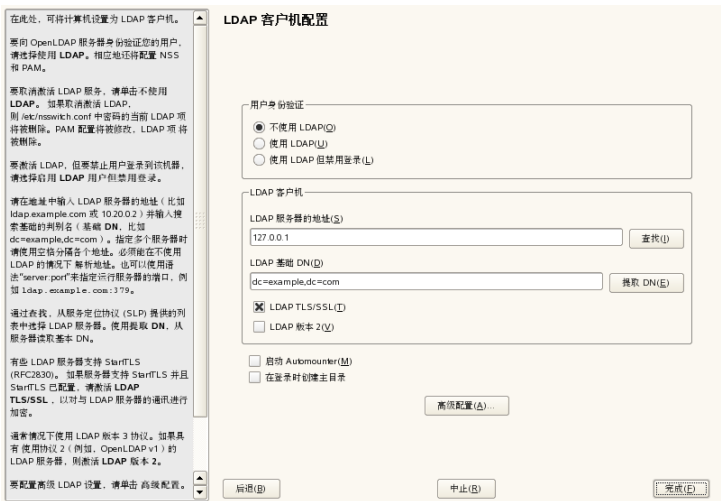 在此处，可将计算机设置为 LDAP 客户机。
要向 OpenLDAP 服务器身份验证您的用户，
请选择使用 LDAP。相应地还将配置 NSS
和 PAM。
要取消激活 LDAP 服务，请单击不使用
LDAP。 如果取消激活 LDAP，
则 /etc/nsswitch.conf 中密码的当前 LDAP 项
将被删除。PAM 配置将被修改，LDAP 项 将
被删除。
要激活 LDAP，但要禁止用户登录到该机器，
请选择启用 LDAP 用户但禁用登录。
请在地址中输入 LDAP 服务器的地址（比如
ldap.example.com 或 10.20.0.2）并输入搜
索基础的判别名（基础 DN，比如
dc=example,dc=com）。指定多个服务器时
请使用空格分隔各个地址。必须能在不使用
LDAP 的情况下 解析地址。也可以使用语
法"server:port"来指定运行服务器的端口，例
如 ldap.example.com:379。
通过查找，从服务定位协议 (SLP) 提供的列
表中选择 LDAP 服务器。使用提取 DN，从
服务器读取基本 DN。
有些 LDAP 服务器支持 StartTLS
(RFC2830)。 如果服务器支持 StartTLS 并且
StartTLS 已配置，请激活 LDAP
TLS/SSL ，以对与 LDAP 服务器的通讯进行
加密。
通常情况下使用 LDAP 版本 3 协议。如果具
有 使用协议 2（例如，OpenLDAP v1）的
LDAP 服务器，则激活 LDAP 版本 2。
要配置高级 LDAP 设置，请单击 高级配置。
LDAP 客户机配置
用户身份验证
不使用 LDAP(O)
使用 LDAP(U)
使用 LDAP 但禁用登录(L)
LDAP 客户机
LDAP 服务器的地址(S)
127.0.0.1
查找(I)
LDAP 基础 DN(D)
dc=example,dc=com
提取 DN(E)
LDAP TLS/SSL(T)
LDAP 版本 2(V)
启动 Automounter(M)
在登录时创建主目录
高级配置(A)...
后退(B)
中止(R)
完成(F)